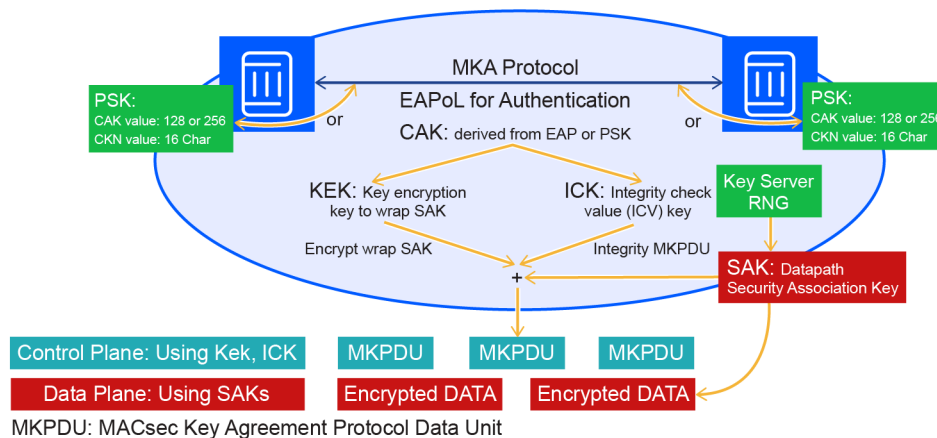 MKA Protocol
EAPoL for Authentication
PSK:
CAK value: 128 or 256
CKN value: 16 Char
or
or
PSK:
CAK value: 128 or 256
CKN value: 16 Char
CAK: derived from EAP or PSK
KEK: Key encryption
key to wrap SAK
ICK: Integrity check
value (ICV) key
Key Server
RNG
Encrypt wrap SAK
Integrity MKPDU
+
SAK: Datapath
Security Association Key
Control Plane: Using Kek, ICK
MKPDU
MKPDU
MKPDU
Data Plane: Using SAKs
Encrypted DATA
Encrypted DATA
MKPDU: MACsec Key Agreement Protocol Data Unit